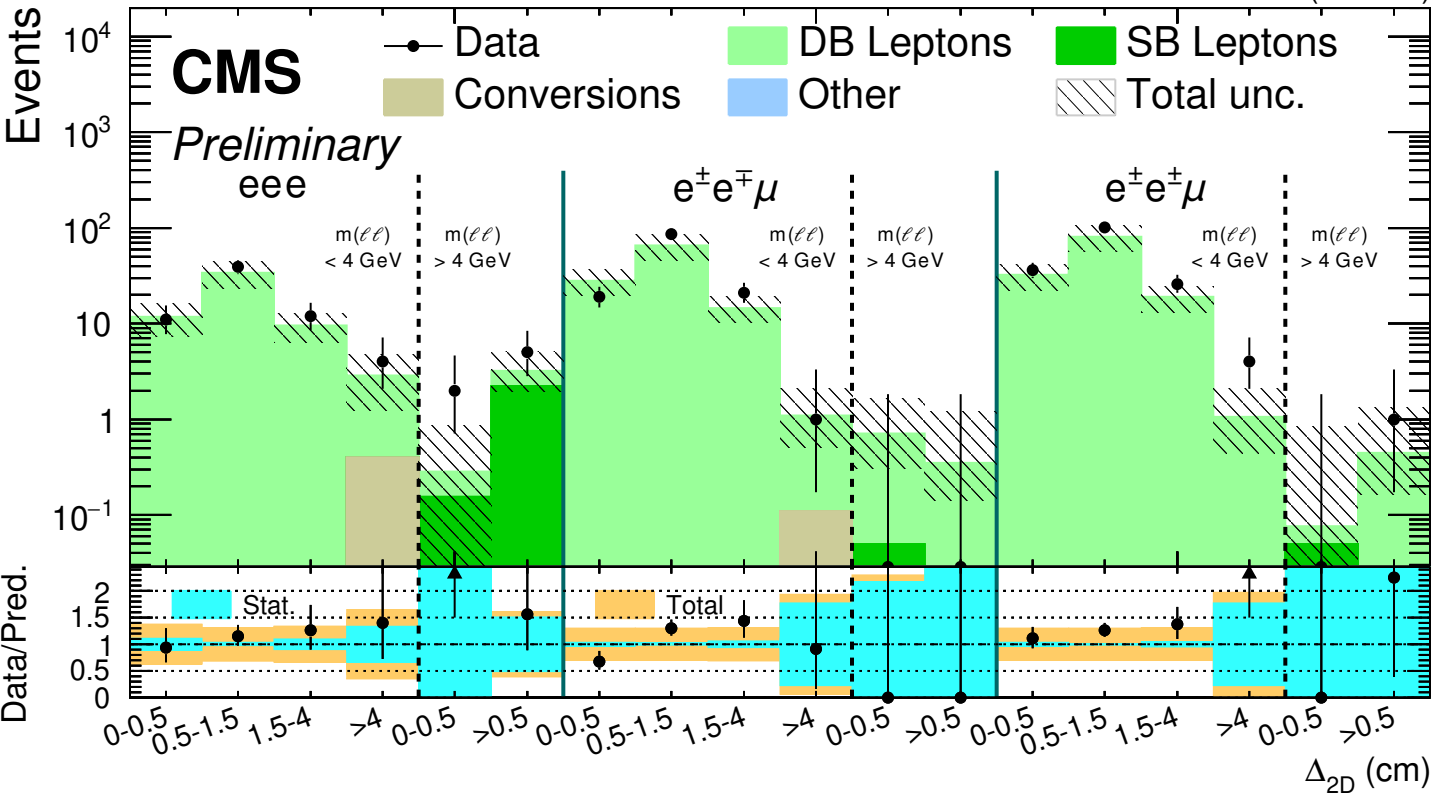 Events
10⁴
10³
10²
10
1
10⁻¹
CMS
Preliminary
Data
DB Leptons
SB Leptons
Conversions
Other
Total unc.
eee
e±e∓μ
e±e±μ
m(ℓℓ)
< 4 GeV
m(ℓℓ)
> 4 GeV
m(ℓℓ)
< 4 GeV
m(ℓℓ)
> 4 GeV
m(ℓℓ)
< 4 GeV
m(ℓℓ)
> 4 GeV
Data/Pred.
2
1.5
1
0.5
0
Stat.
Total
0-0.5
0.5-1.5
1.5-4
>4
0-0.5
>0.5
0-0.5
0.5-1.5
1.5-4
>4
0-0.5
>0.5
0-0.5
0.5-1.5
1.5-4
>4
0-0.5
>0.5
Δ2D (cm)